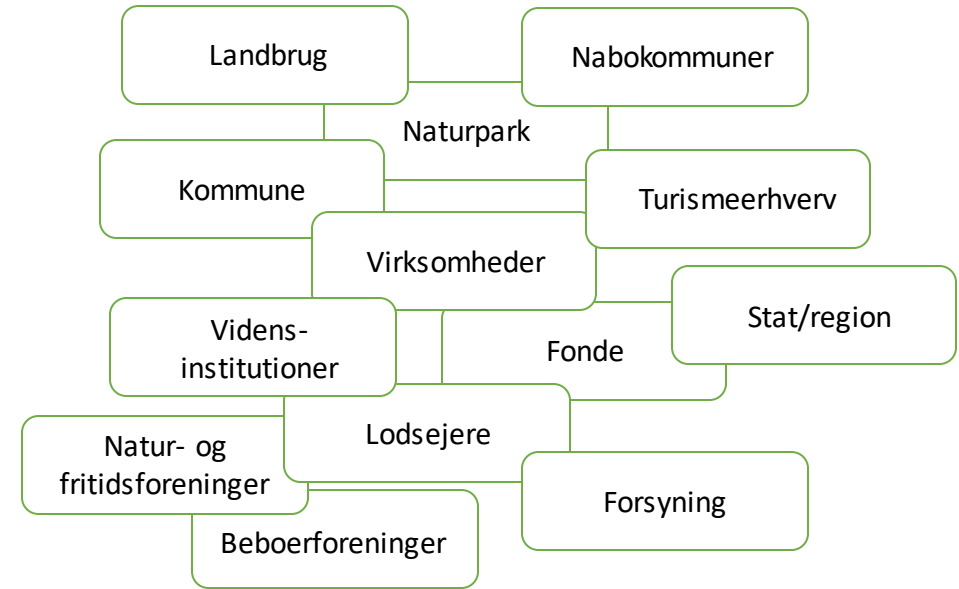 Landbrug
Nabokommuner
Naturpark
Kommune
Turismeerhverv
Virksomheder
Stat/region
Videns-
institutioner
Fonde
Lodsejere
Natur- og
fritidsforeninger
Forsyning
Beboerforeninger